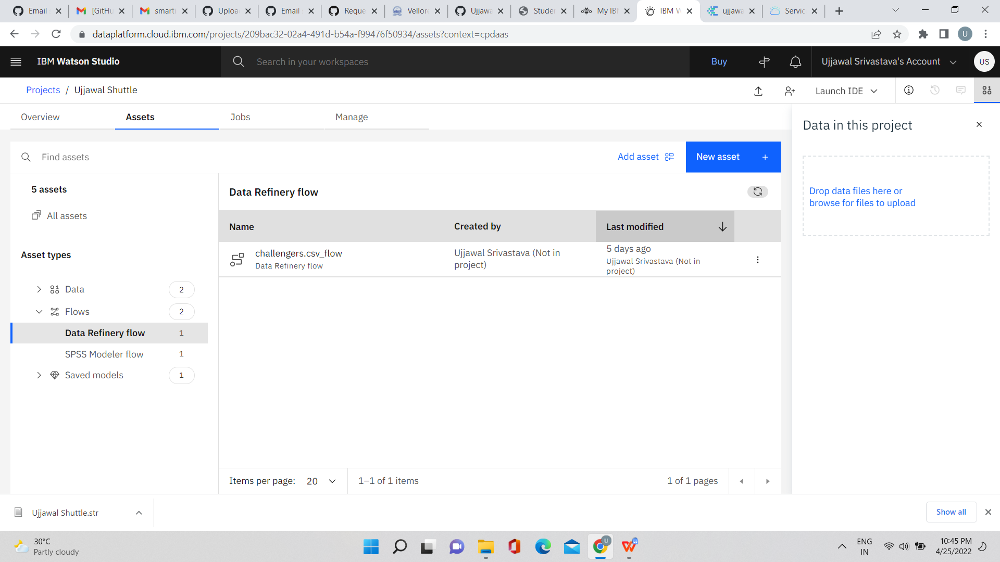 Email
[GitHu
smarti
Uploa
Email
Reque
Vellore
Ujjawa
Studen
My IB
IBM W
ujjawa
Servic
dataplatform.cloud.ibm.com/projects/209bac32-02a4-491d-b54a-f99476f50934/assets?context=cpdaas
U
IBM Watson Studio
Search in your workspaces
Buy
Ujjawal Srivastava's Account
US
Projects / Ujjawal Shuttle
Launch IDE
Overview
Assets
Jobs
Manage
Data in this project
Find assets
Add asset
New asset +
Drop data files here or
browse for files to upload
5 assets
All assets
Asset types
Data 2
Flows 2
Data Refinery flow 1
SPSS Modeler flow 1
Saved models 1
Data Refinery flow
Name
Created by
Last modified
challengers.csv_flow
Data Refinery flow
Ujjawal Srivastava (Not in
project)
5 days ago
Ujjawal Srivastava (Not in
project)
Items per page: 20
1–1 of 1 items
1 of 1 pages
Ujjawal Shuttle.str
Show all
30°C
Partly cloudy
U
ENG
IN
10:45 PM
4/25/2022